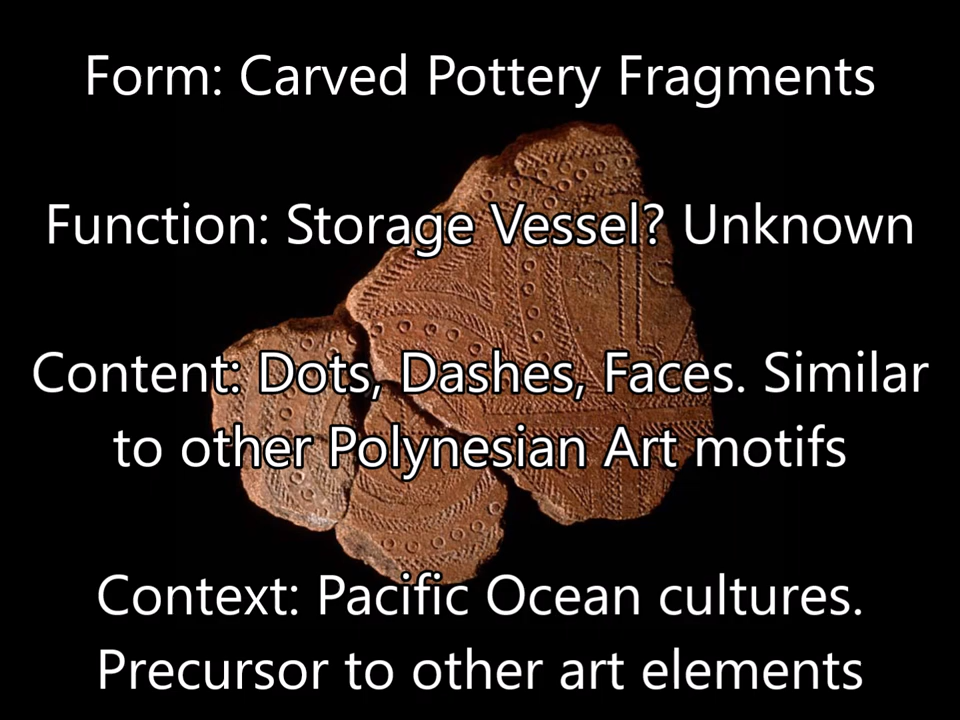 Form: Carved Pottery Fragments
Function: Storage Vessel? Unknown
Content: Dots, Dashes, Faces. Similar
to other Polynesian Art motifs
Context: Pacific Ocean cultures.
Precursor to other art elements